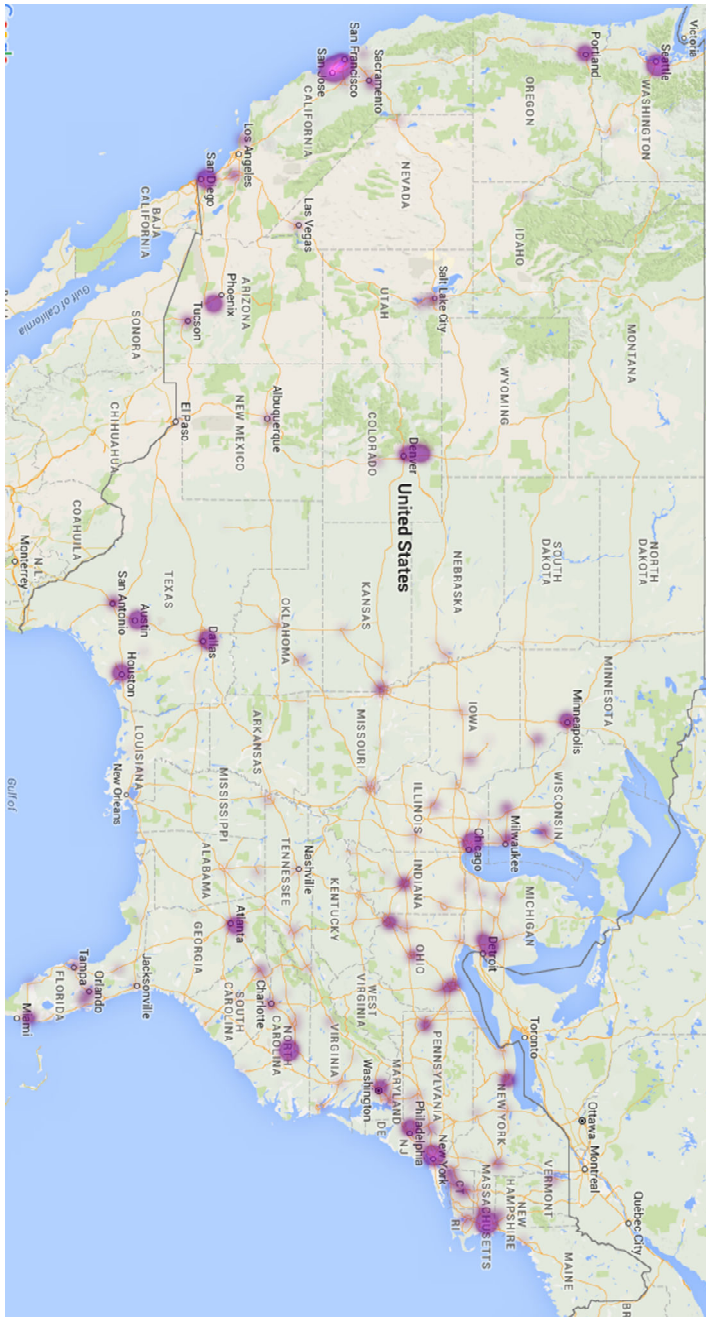 Victoria
Seattle
WASHINGTON
Portland
OREGON
MONTANA
IDAHO
NORTH
DAKOTA
SOUTH
DAKOTA
MINNESOTA
Minneapolis
WISCONSIN
MICHIGAN
Toronto
Ottawa
Montreal
Québec City
MAINE
VERMONT
NEW
HAMPSHIRE
MASSACHUSETTS
NEW YORK
CT
RI
WYOMING
NEBRASKA
IOWA
Milwaukee
Chicago
Detroit
ILLINOIS
INDIANA
OHIO
PENNSYLVANIA
New York
Philadelphia
NJ
MARYLAND
DE
Washington
WEST
VIRGINIA
VIRGINIA
Sacramento
San Francisco
San Jose
CALIFORNIA
NEVADA
Salt Lake City
UTAH
Denver
COLORADO
United States
KANSAS
MISSOUR
KENTUCKY
Las Vegas
Los Angeles
San Diego
ARIZONA
Phoenix
Tucson
Albuquerque
NEW MEXICO
OKLAHOMA
ARKANSAS
TENNESSEE
Nashville
NORTH
CAROLINA
Charlotte
SOUTH
CAROLINA
Atlanta
GEORGIA
ALABAMA
MISSISSIPPI
El Paso
Dallas
TEXAS
Austin
San Antonio
Houston
LOUISIANA
New Orleans
Jacksonville
Orlando
Tampa
FLORIDA
Miami
BAJA
CALIFORNIA
Gulf of California
SONORA
CHIHUAHUA
COAHUILA
N.L.
Monterrey
Gulf of